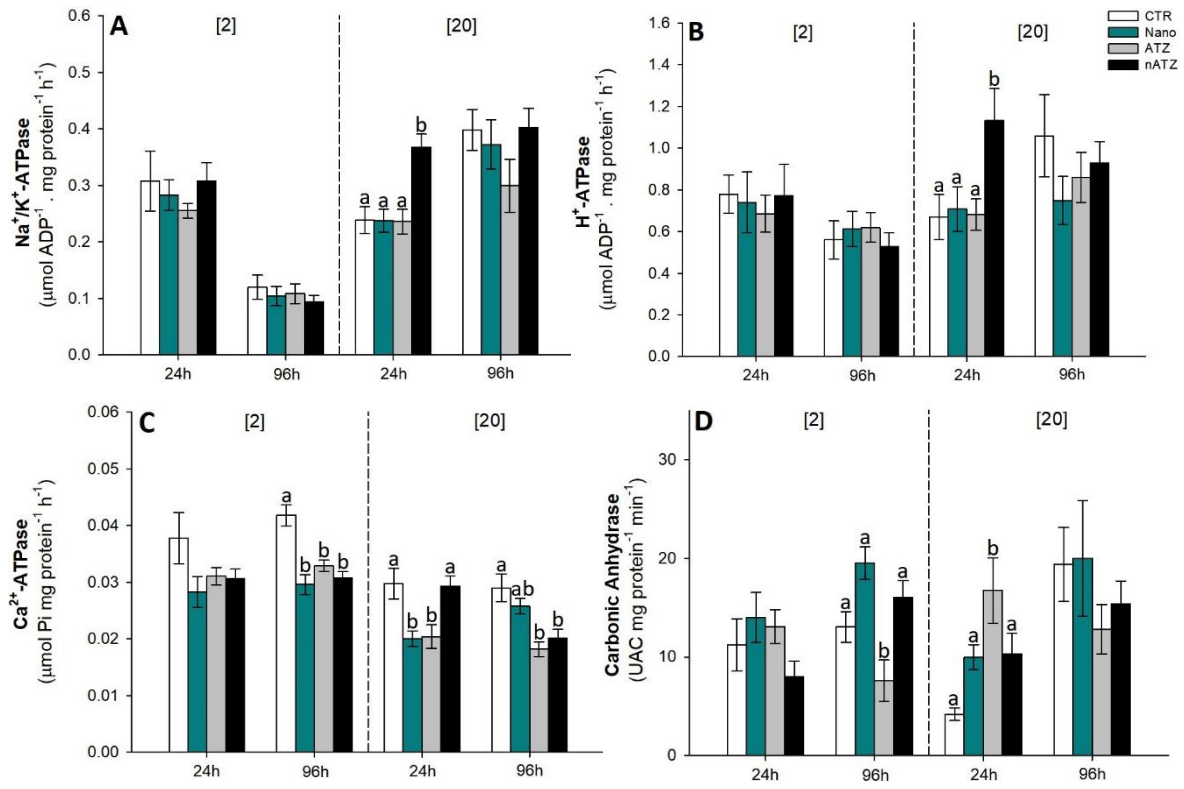 A
[2]
[20]
Na⁺/K⁺-ATPase
(μmol ADP⁻¹ . mg protein⁻¹ h⁻¹)
0.6
0.5
0.4
0.3
0.2
0.1
0.0
a a a b
24h 96h 24h 96h
B
[2]
[20]
CTR
Nano
ATZ
nATZ
H⁺-ATPase
(μmol ADP⁻¹ . mg protein⁻¹ h⁻¹)
1.6
1.4
1.2
1.0
0.8
0.6
0.4
0.2
0.0
a a a b
24h 96h 24h 96h
C
[2]
[20]
Ca²⁺-ATPase
(μmol Pi mg protein⁻¹ h⁻¹)
0.06
0.05
0.04
0.03
0.02
0.01
0.00
a b b b a b b a a ab b b
24h 96h 24h 96h
D
[2]
[20]
Carbonic Anhydrase
(UAC mg protein⁻¹ min⁻¹)
30
20
10
0
a a b a a a b a
24h 96h 24h 96h